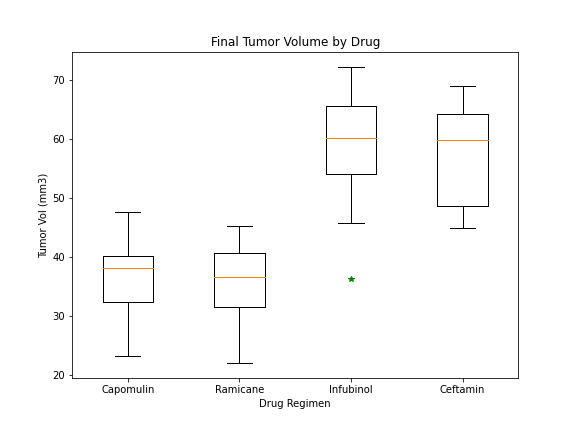 Final Tumor Volume by Drug
Tumor Vol (mm3)
70
60
50
40
30
20
Capomulin Ramicane Infubinol Ceftamin
Drug Regimen